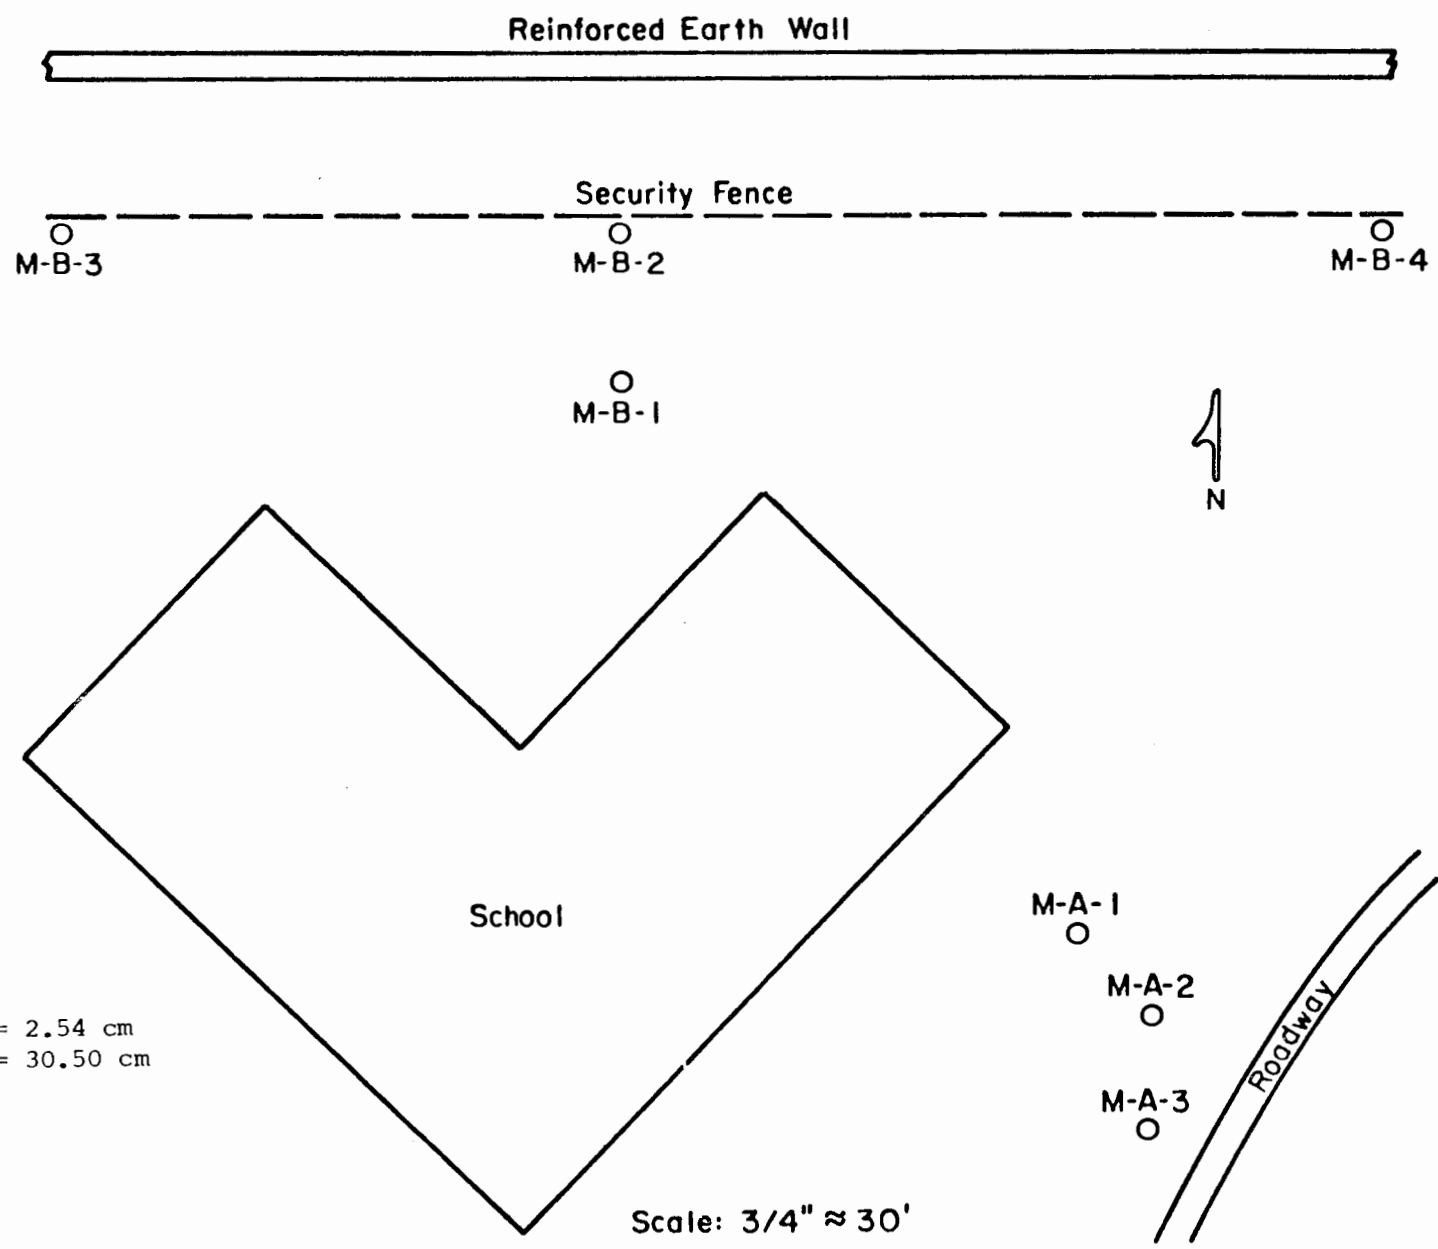 Reinforced Earth Wall
Security Fence
M-B-3
M-B-2
M-B-4
M-B-1
N
School
M-A-1
M-A-2
M-A-3
Roadway
= 2.54 cm
= 30.50 cm
Scale: 3/4" ≈ 30'